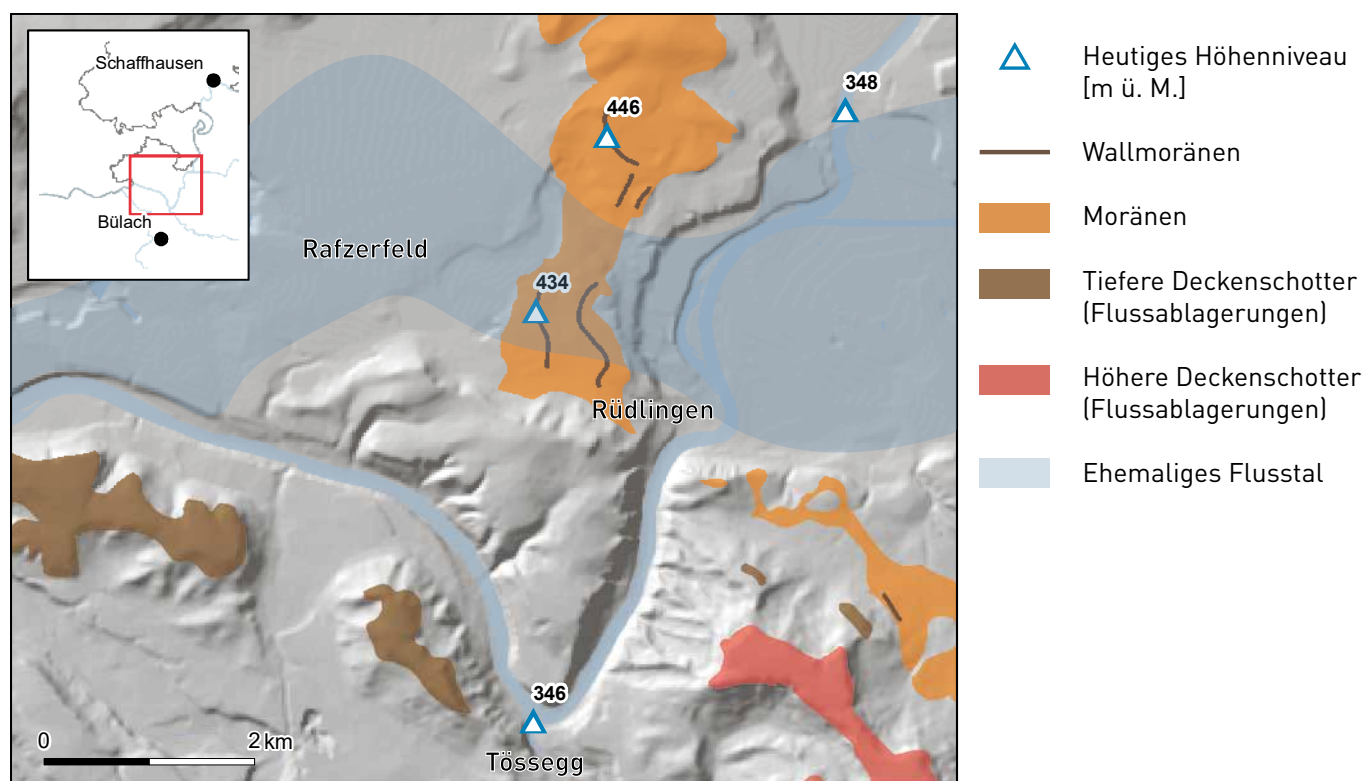 Schaffhausen
Bülach
446
348
Rafzerfeld
434
Rüdlingen
346
Tössegg
0
2 km
Heutiges Höhenniveau
[m ü. M.]
Wallmoränen
Moränen
Tiefere Deckenschotter
(Flussablagerungen)
Höhere Deckenschotter
(Flussablagerungen)
Ehemaliges Flusstal